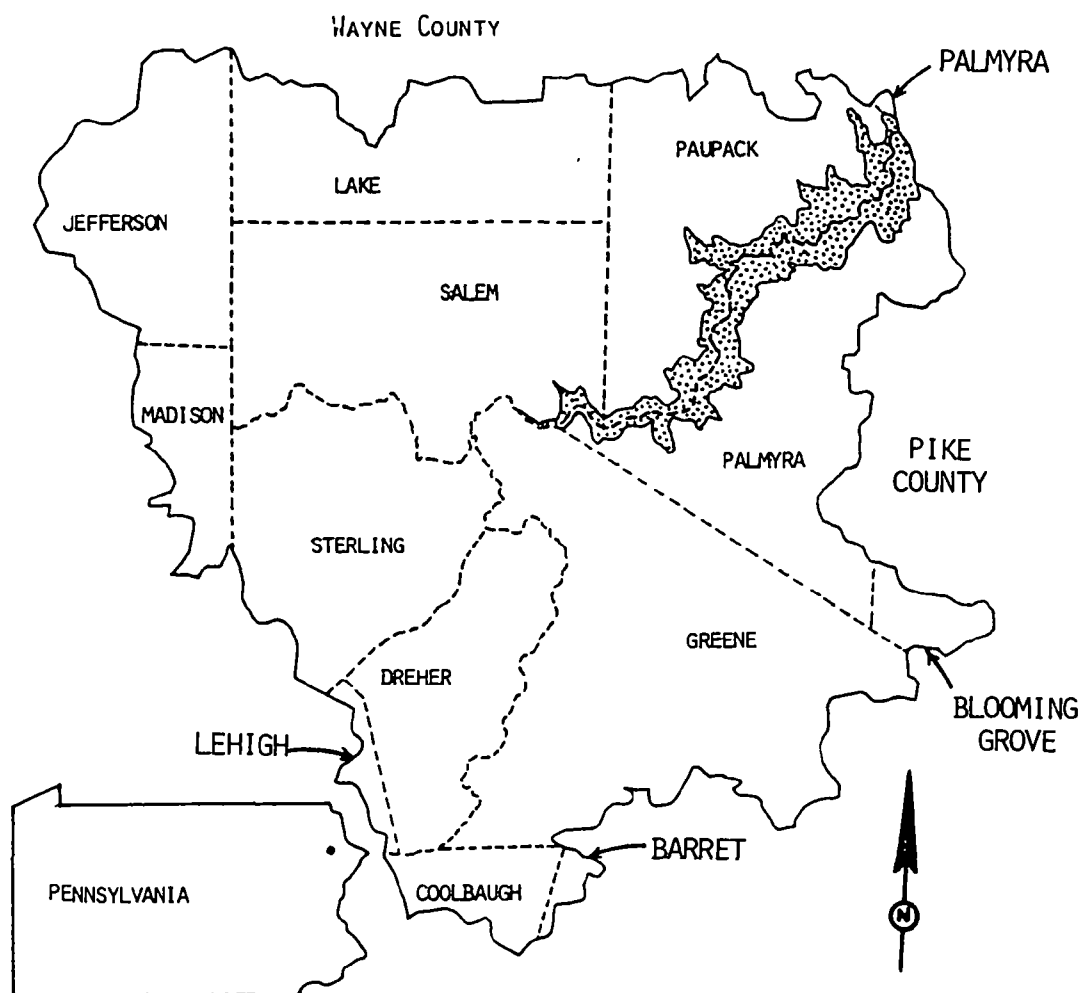 WAYNE COUNTY
PALMYRA
PAUPACK
LAKE
JEFFERSON
SALEM
MADISON
PALMYRA
PIKE
COUNTY
STERLING
GREENE
DREHER
BLOOMING
GROVE
LEHIGH
BARRET
COOLBAUGH
PENNSYLVANIA
N